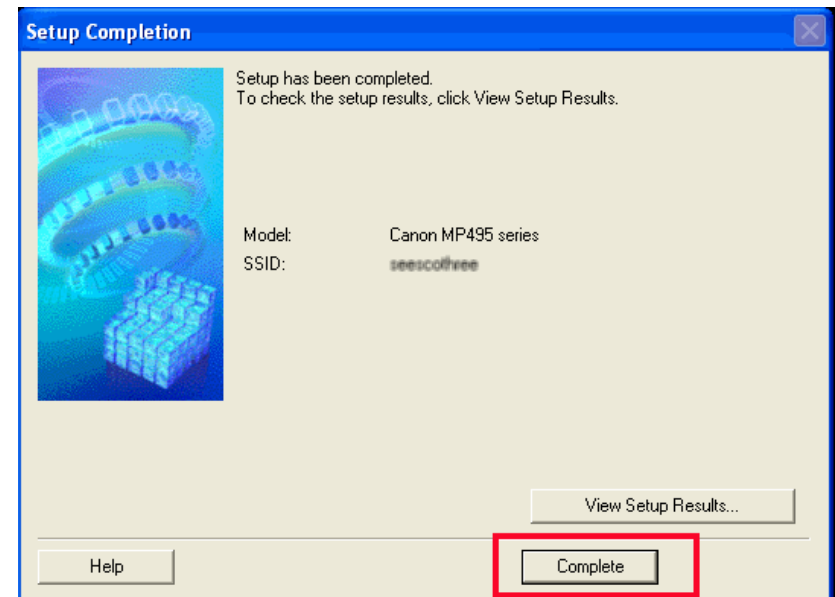 Setup Completion
Setup has been completed.
To check the setup results, click View Setup Results.
Model: Canon MP495 series
SSID:
View Setup Results...
Help Complete